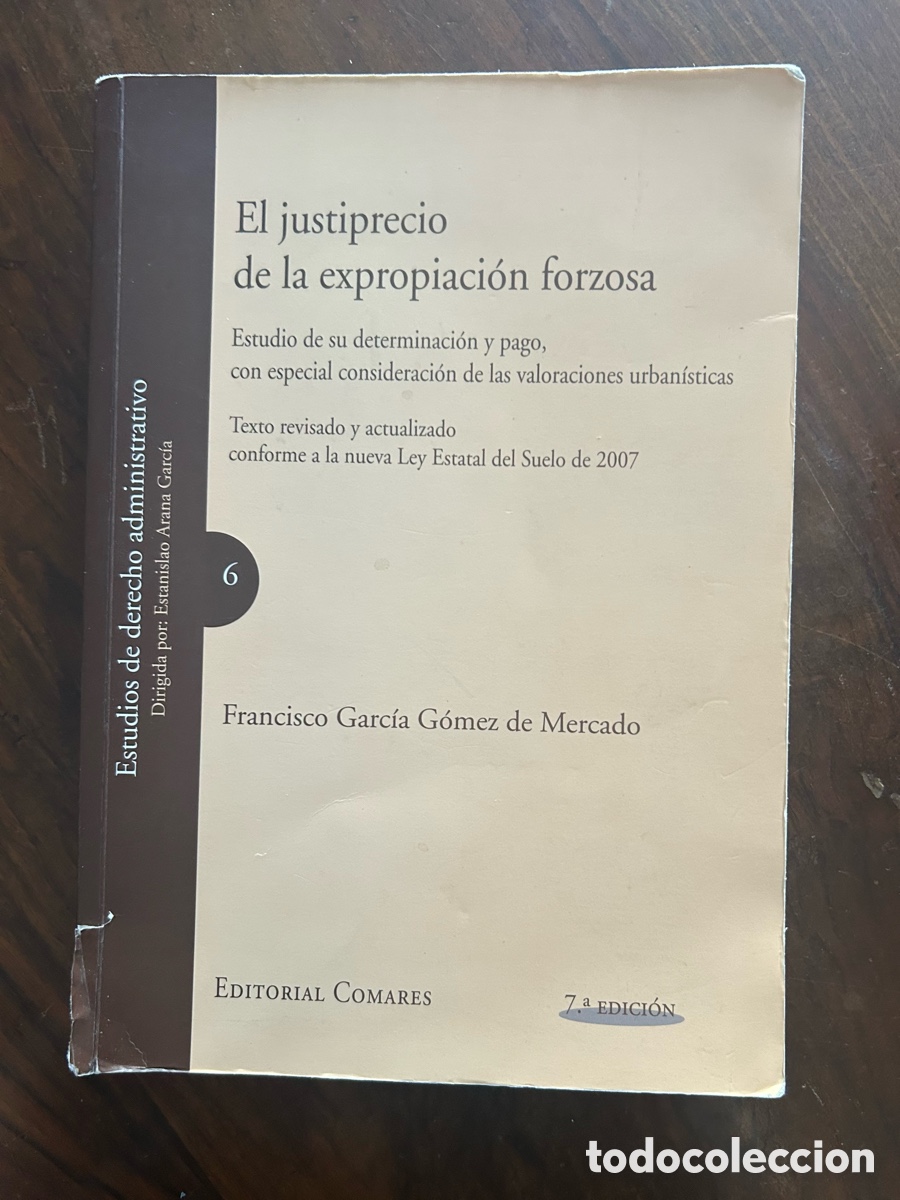 El justiprecio
de la expropiación forzosa
Estudio de su determinación y pago,
con especial consideración de las valoraciones urbanísticas
Texto revisado y actualizado
conforme a la nueva Ley Estatal del Suelo de 2007
Estudios de derecho administrativo
Dirigida por: Estanislao Arana García
6
Francisco García Gómez de Mercado
EDITORIAL COMARES
7.ª EDICIÓN
todocoleccion